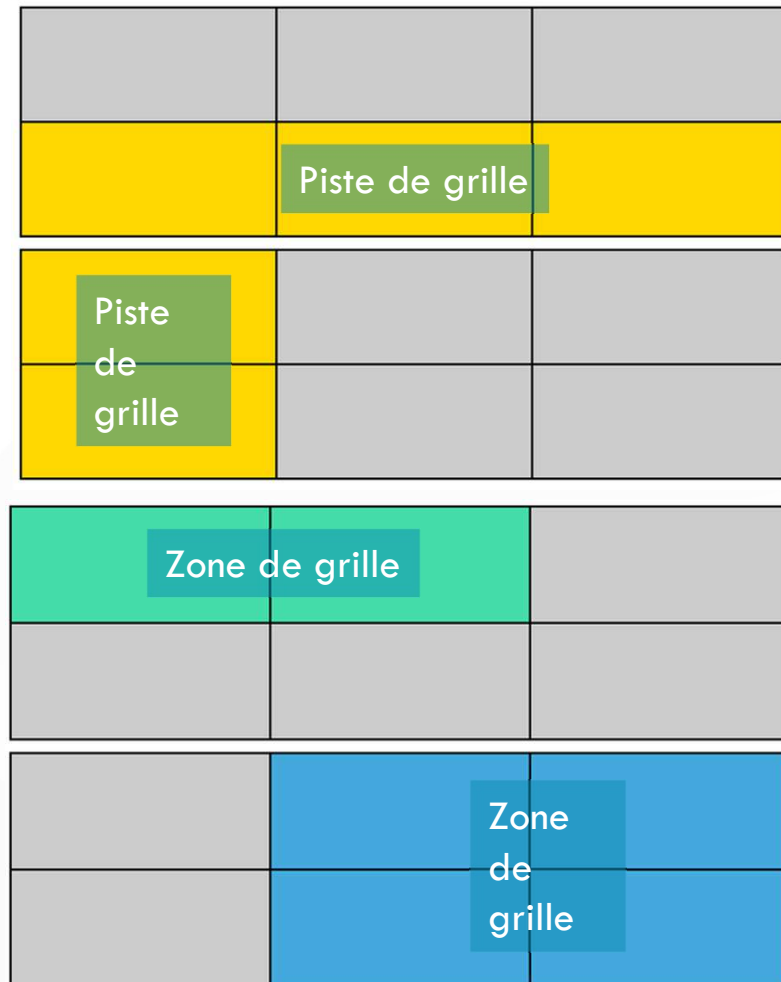 Piste de grille
Piste
de
grille
Zone de grille
Zone
de
grille